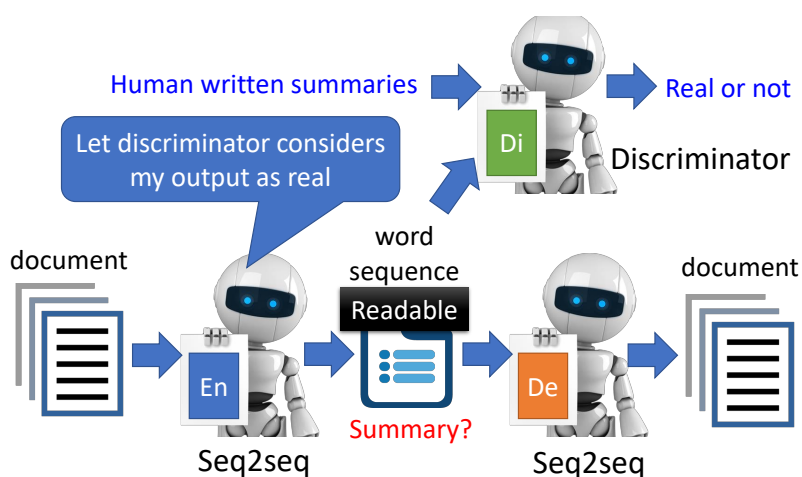 Human written summaries
Real or not
Let discriminator considers
my output as real
Di
Discriminator
document
word
sequence
document
Readable
En
De
Summary?
Seq2seq
Seq2seq